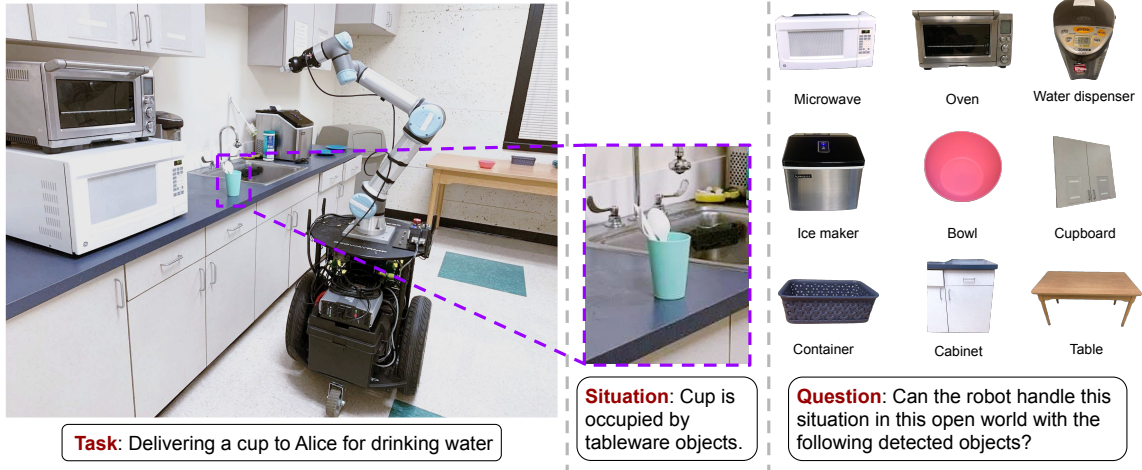 Task: Delivering a cup to Alice for drinking water
Situation: Cup is
occupied by
tableware objects.
Microwave
Oven
Water dispenser
Ice maker
Bowl
Cupboard
Container
Cabinet
Table
Question: Can the robot handle this
situation in this open world with the
following detected objects?